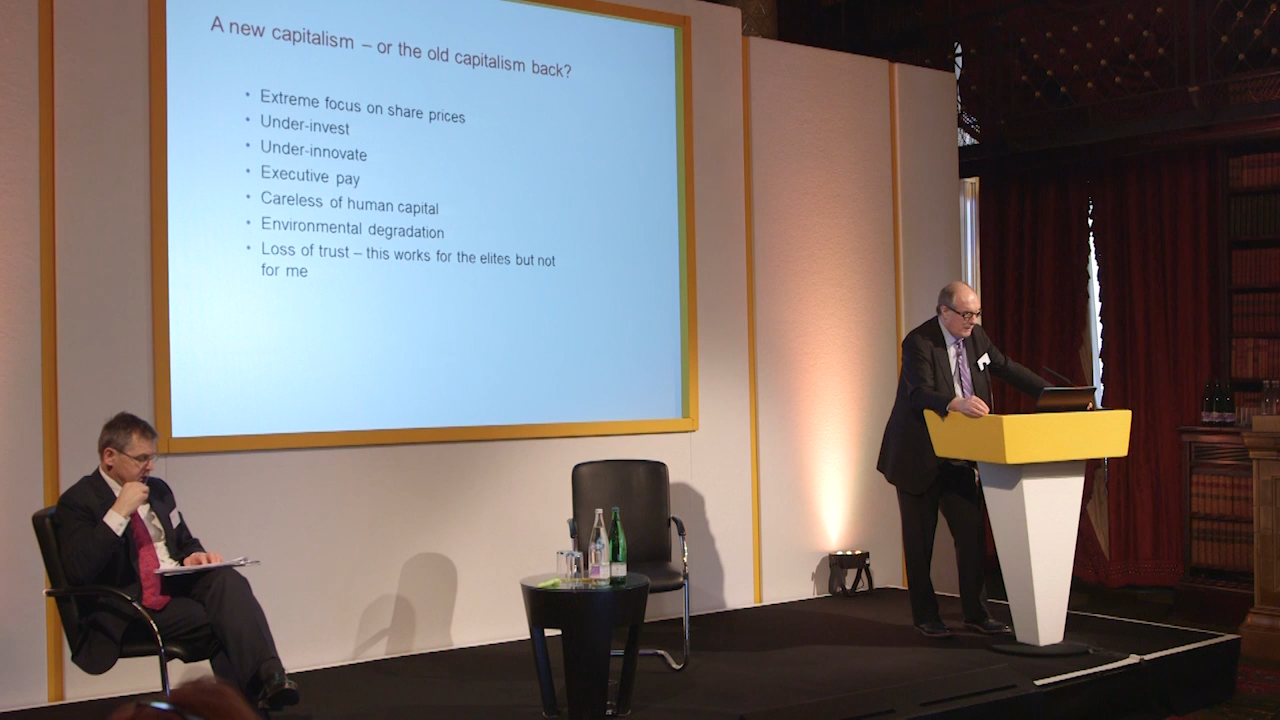 A new capitalism – or the old capitalism back?
• Extreme focus on share prices
• Under-invest
• Under-innovate
• Executive pay
• Careless of human capital
• Environmental degradation
• Loss of trust – this works for the elites but not
for me